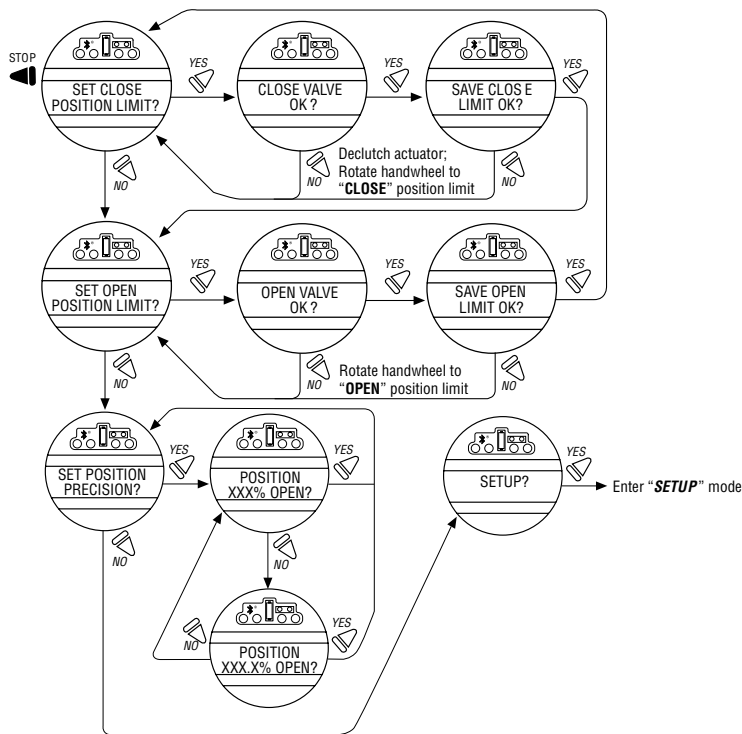 STOP
SET CLOSE
POSITION LIMIT?
YES
CLOSE VALVE
OK?
YES
SAVE CLOS E
LIMIT OK?
YES
NO
NO
Declutch actuator;
Rotate handwheel to
“CLOSE” position limit
NO
SET OPEN
POSITION LIMIT?
YES
OPEN VALVE
OK?
YES
SAVE OPEN
LIMIT OK?
YES
NO
NO
Rotate handwheel to
“OPEN” position limit
NO
SET POSITION
PRECISION?
YES
POSITION
XXX% OPEN?
YES
SETUP?
YES
Enter “SETUP” mode
NO
NO
NO
POSITION
XXX.X% OPEN?
YES